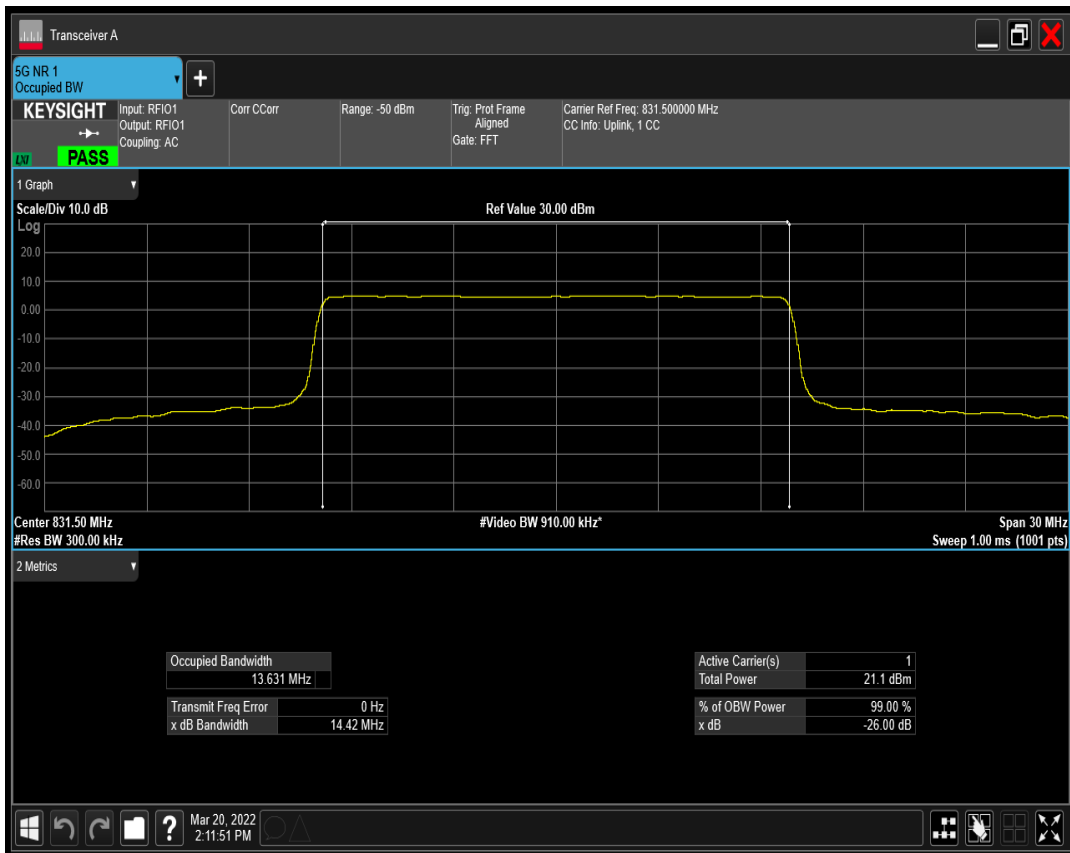 Transceiver A
5G NR 1
Occupied BW
+
KEYSIGHT
LXI
PASS
Input: RFIO1
Output: RFIO1
Coupling: AC
Corr CCorr
Range: -50 dBm
Trig: Prot Frame
Aligned
Gate: FFT
Carrier Ref Freq: 831.500000 MHz
CC Info: Uplink, 1 CC
1 Graph
Scale/Div 10.0 dB
Ref Value 30.00 dBm
Log
20.0
10.0
0.00
-10.0
-20.0
-30.0
-40.0
-50.0
-60.0
Center 831.50 MHz
#Video BW 910.00 kHz*
Span 30 MHz
#Res BW 300.00 kHz
Sweep 1.00 ms (1001 pts)
2 Metrics
Occupied Bandwidth
13.631 MHz
Transmit Freq Error 0 Hz
x dB Bandwidth 14.42 MHz
Active Carrier(s) 1
Total Power 21.1 dBm
% of OBW Power 99.00 %
x dB -26.00 dB
?
Mar 20, 2022
2:11:51 PM